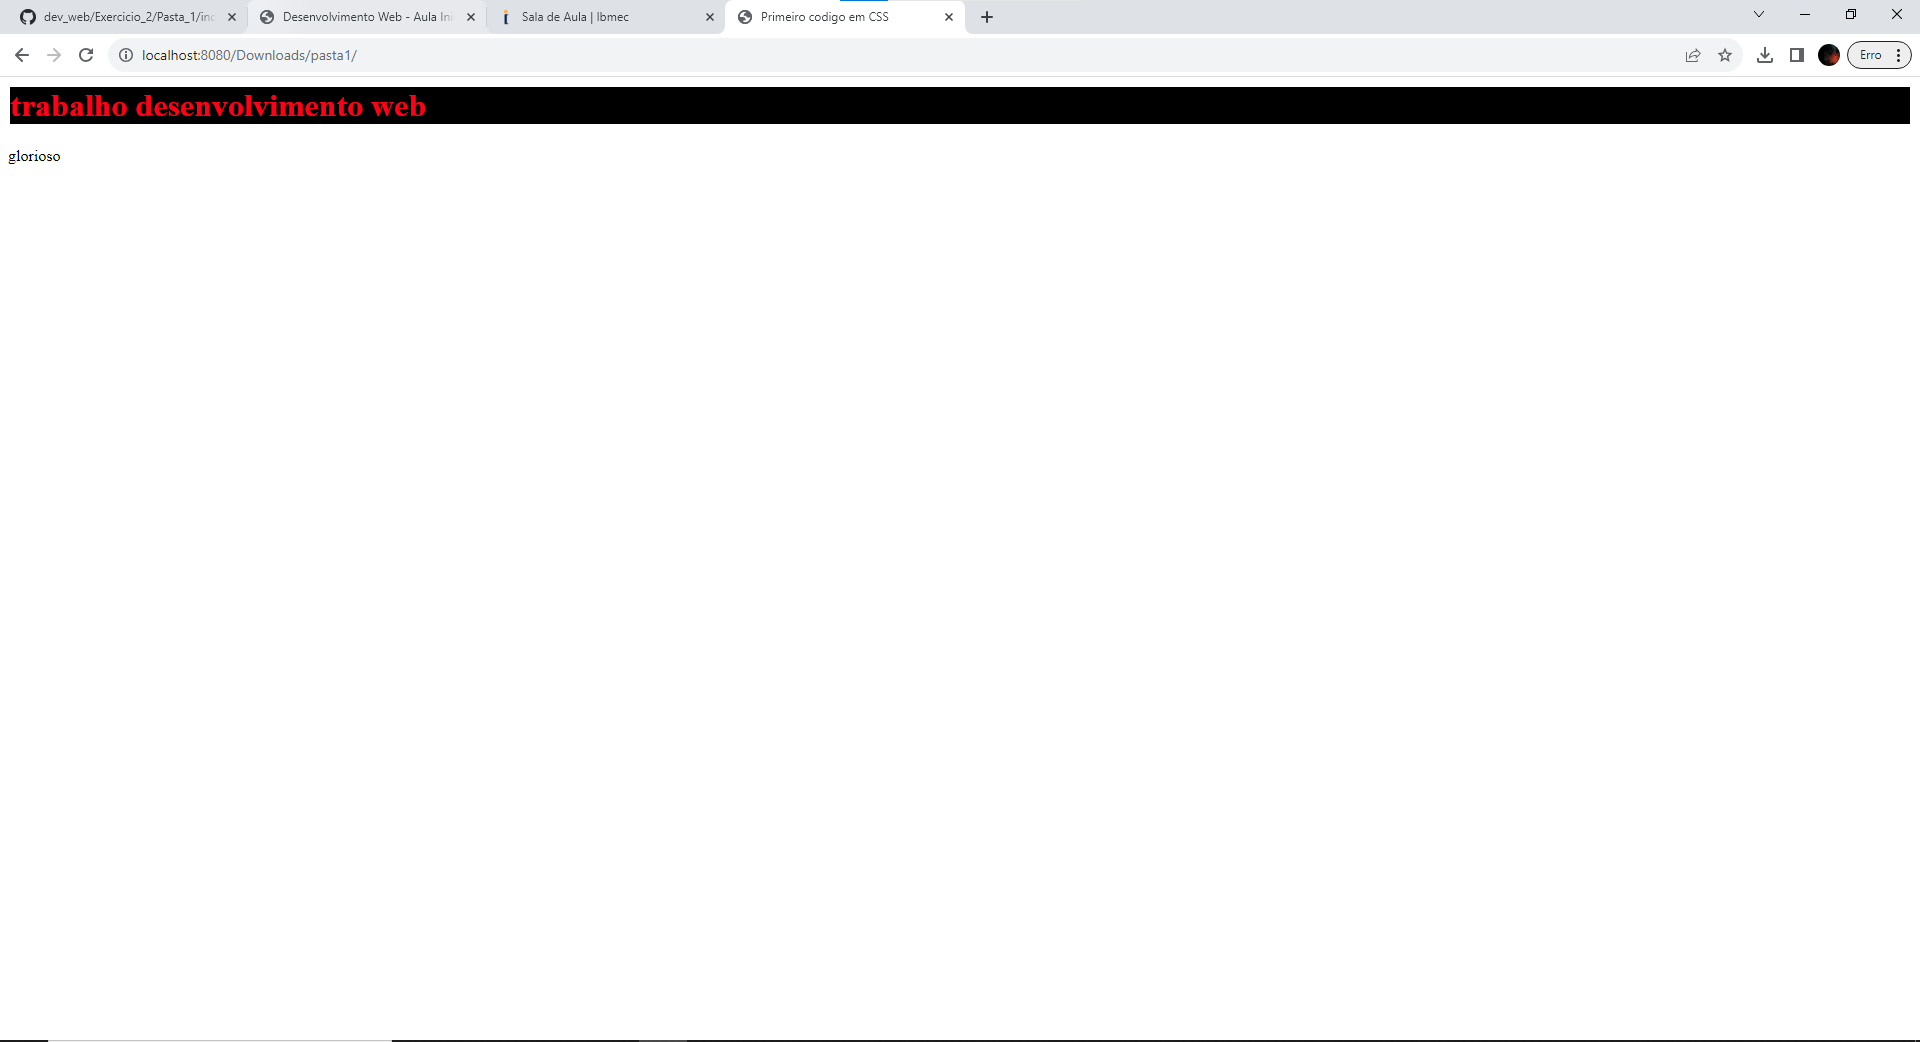 dev_web/Exercicio_2/Pasta_1/inc
Desenvolvimento Web - Aula Ini
Sala de Aula | Ibmec
Primeiro codigo em CSS
localhost:8080/Downloads/pasta1/
Erro
trabalho desenvolvimento web
glorioso